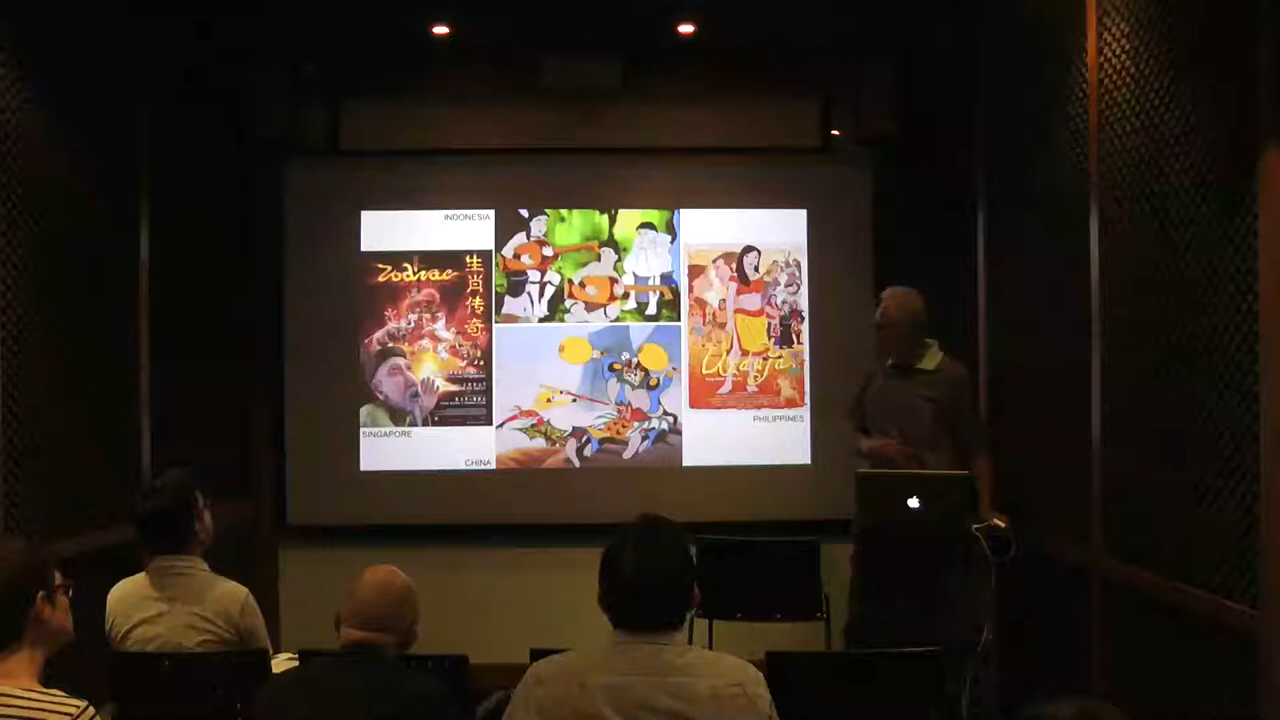 INDONESIA
Zodiac
生肖传奇
Urduja
SINGAPORE
CHINA
PHILIPPINES